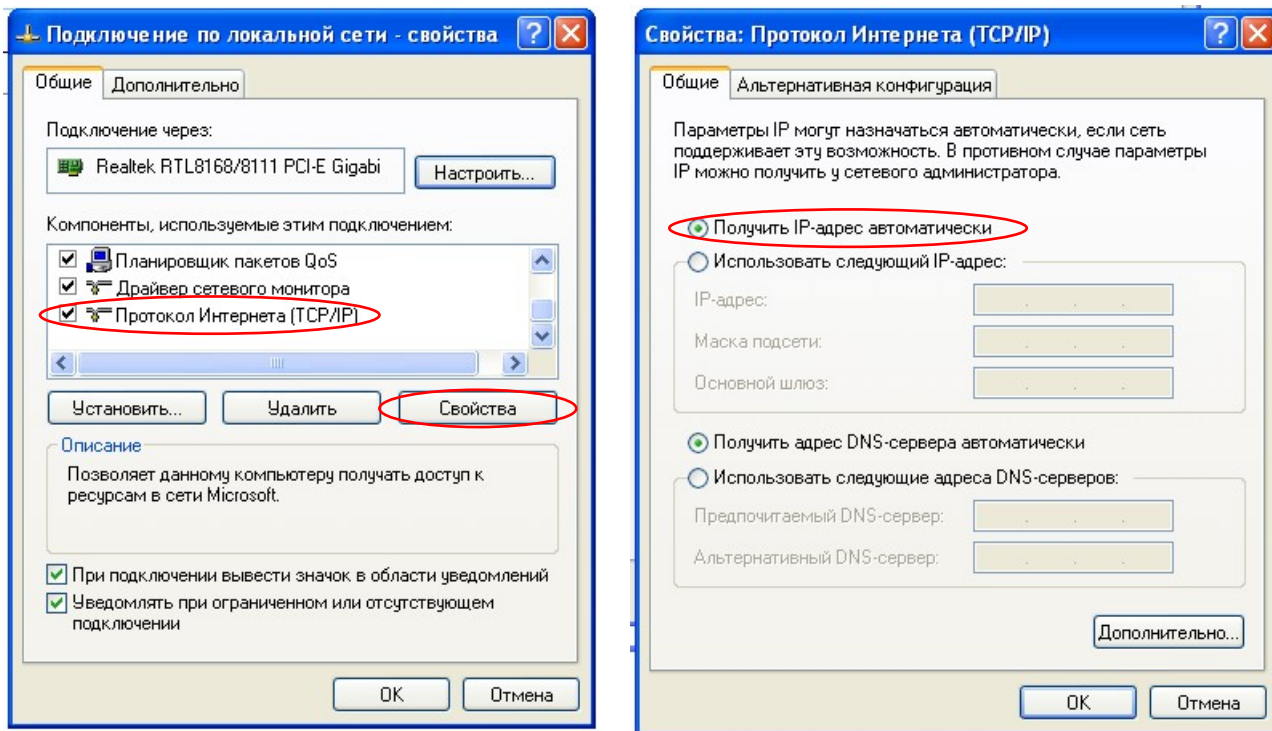 Подключение по локальной сети - свойства
Общие
Дополнительно
Подключение через:
Realtek RTL8168/8111 PCI-E Gigabi
Настроить...
Компоненты, используемые этим подключением:
Планировщик пакетов QoS
Драйвер сетевого монитора
Протокол Интернета (TCP/IP)
Установить...
Удалить
Свойства
Описание
Позволяет данному компьютеру получать доступ к
ресурсам в сети Microsoft.
При подключении вывести значок в области уведомлений
Уведомлять при ограниченном или отсутствующем
подключении
OK
Отмена
Свойства: Протокол Интернета (TCP/IP)
Общие
Альтернативная конфигурация
Параметры IP могут назначаться автоматически, если сеть
поддерживает эту возможность. В противном случае параметры
IP можно получить у сетевого администратора.
Получить IP-адрес автоматически
Использовать следующий IP-адрес:
IP-адрес:
Маска подсети:
Основной шлюз:
Получить адрес DNS-сервера автоматически
Использовать следующие адреса DNS-серверов:
Предпочитаемый DNS-сервер:
Альтернативный DNS-сервер:
Дополнительно...
OK
Отмена